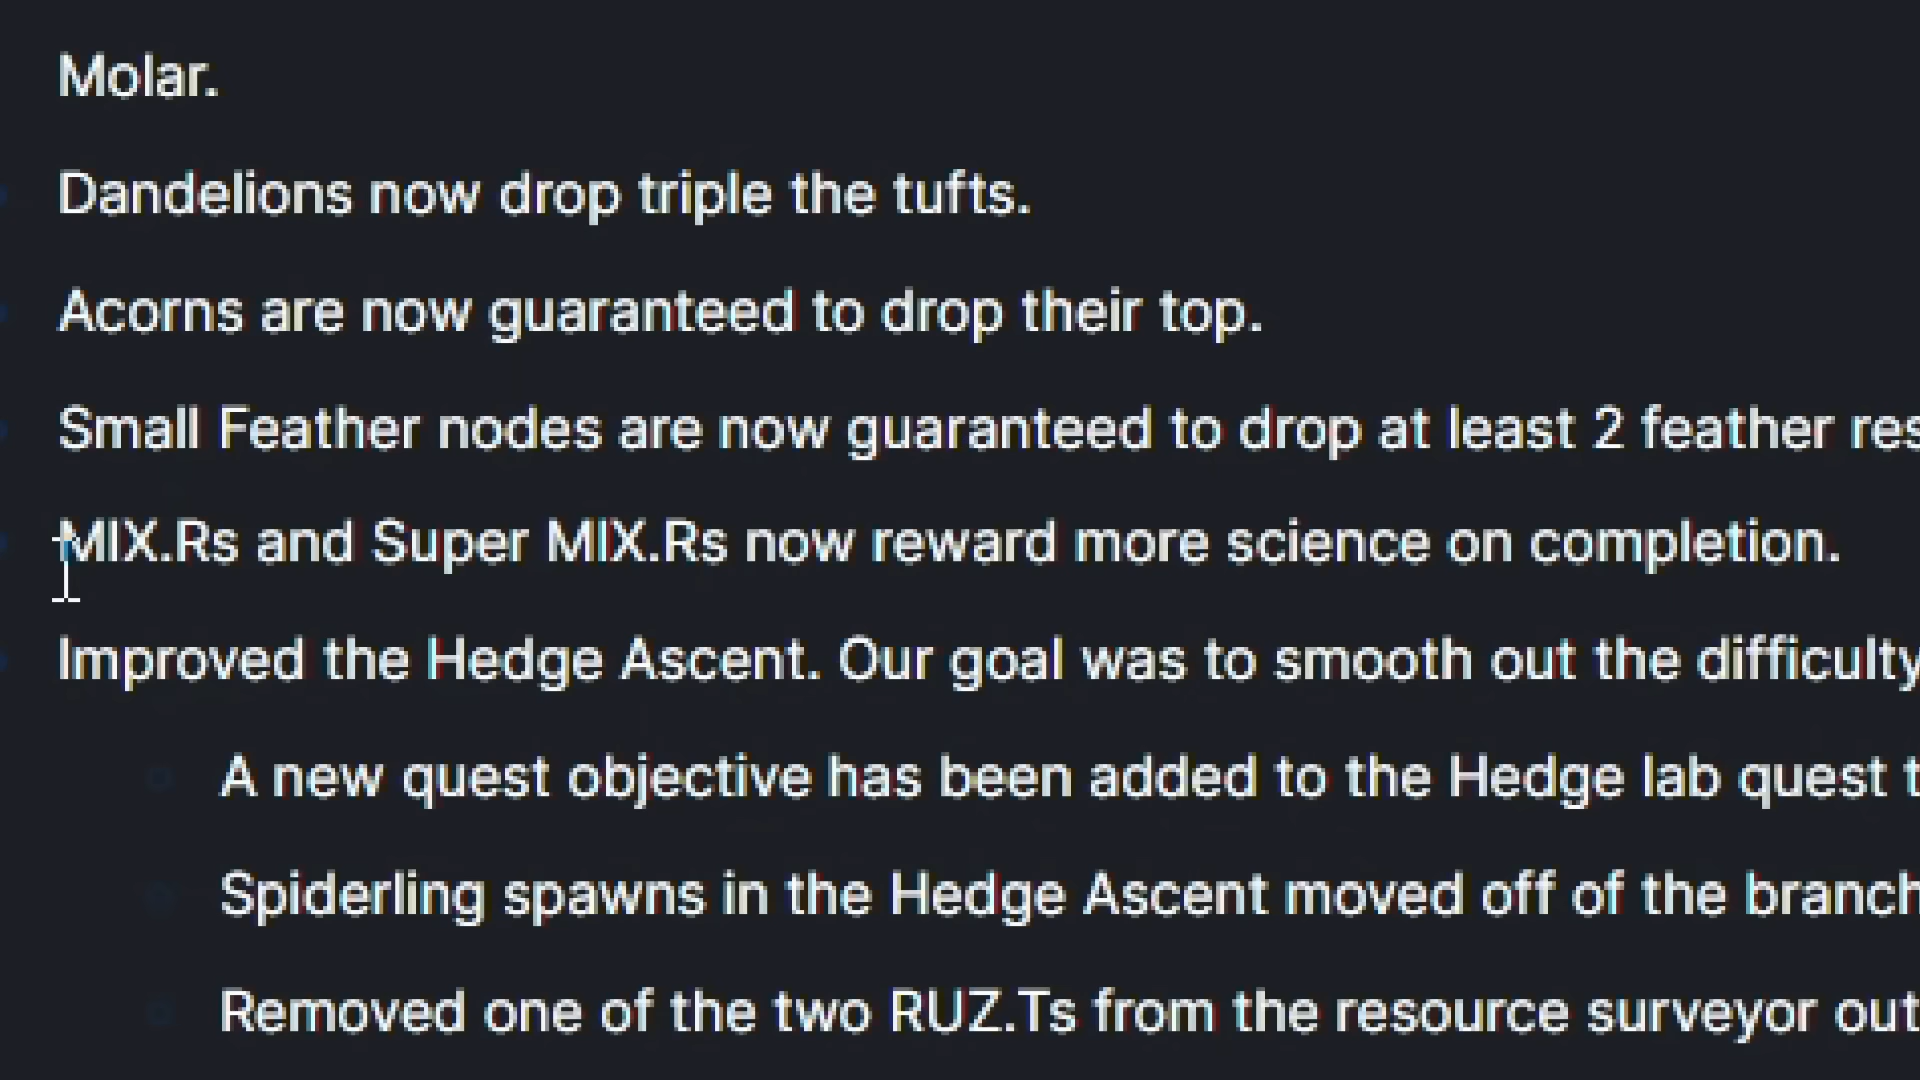 Molar.
Dandelions now drop triple the tufts.
Acorns are now guaranteed to drop their top.
Small Feather nodes are now guaranteed to drop at least 2 feather res
MIX.Rs and Super MIX.Rs now reward more science on completion.
Improved the Hedge Ascent. Our goal was to smooth out the difficulty
A new quest objective has been added to the Hedge lab quest t
Spiderling spawns in the Hedge Ascent moved off of the branch
Removed one of the two RUZ.Ts from the resource surveyor out